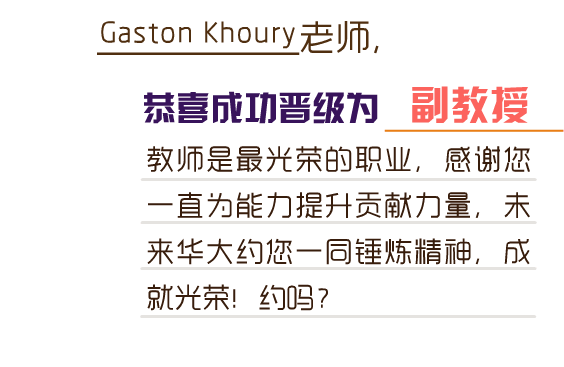 Gaston Khoury老师,
恭喜成功晋级为 副教授
教师是最光荣的职业，感谢您
一直为能力提升贡献力量，未
来华大约您一同锤炼精神，成
就光荣！约吗？